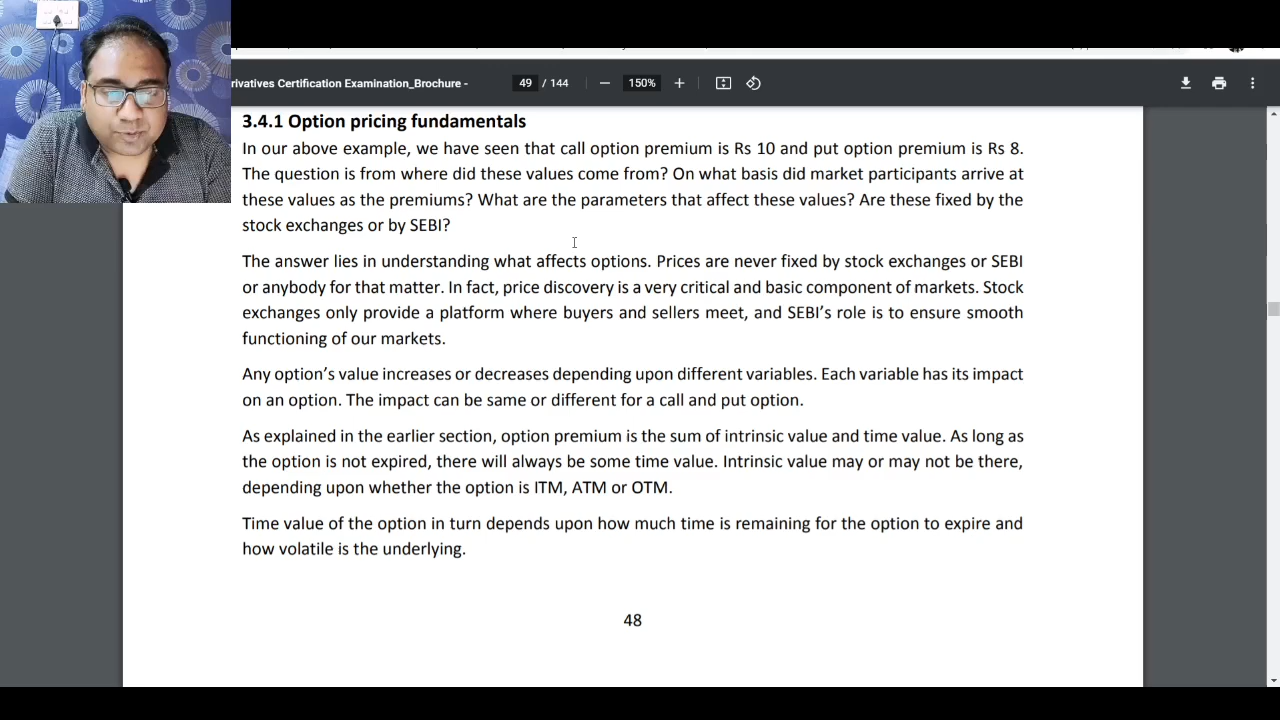 rivatives Certification Examination_Brochure -
49 / 144
150%
3.4.1 Option pricing fundamentals
In our above example, we have seen that call option premium is Rs 10 and put option premium is Rs 8.
The question is from where did these values come from? On what basis did market participants arrive at
these values as the premiums? What are the parameters that affect these values? Are these fixed by the
stock exchanges or by SEBI?
The answer lies in understanding what affects options. Prices are never fixed by stock exchanges or SEBI
or anybody for that matter. In fact, price discovery is a very critical and basic component of markets. Stock
exchanges only provide a platform where buyers and sellers meet, and SEBI’s role is to ensure smooth
functioning of our markets.
Any option’s value increases or decreases depending upon different variables. Each variable has its impact
on an option. The impact can be same or different for a call and put option.
As explained in the earlier section, option premium is the sum of intrinsic value and time value. As long as
the option is not expired, there will always be some time value. Intrinsic value may or may not be there,
depending upon whether the option is ITM, ATM or OTM.
Time value of the option in turn depends upon how much time is remaining for the option to expire and
how volatile is the underlying.
48